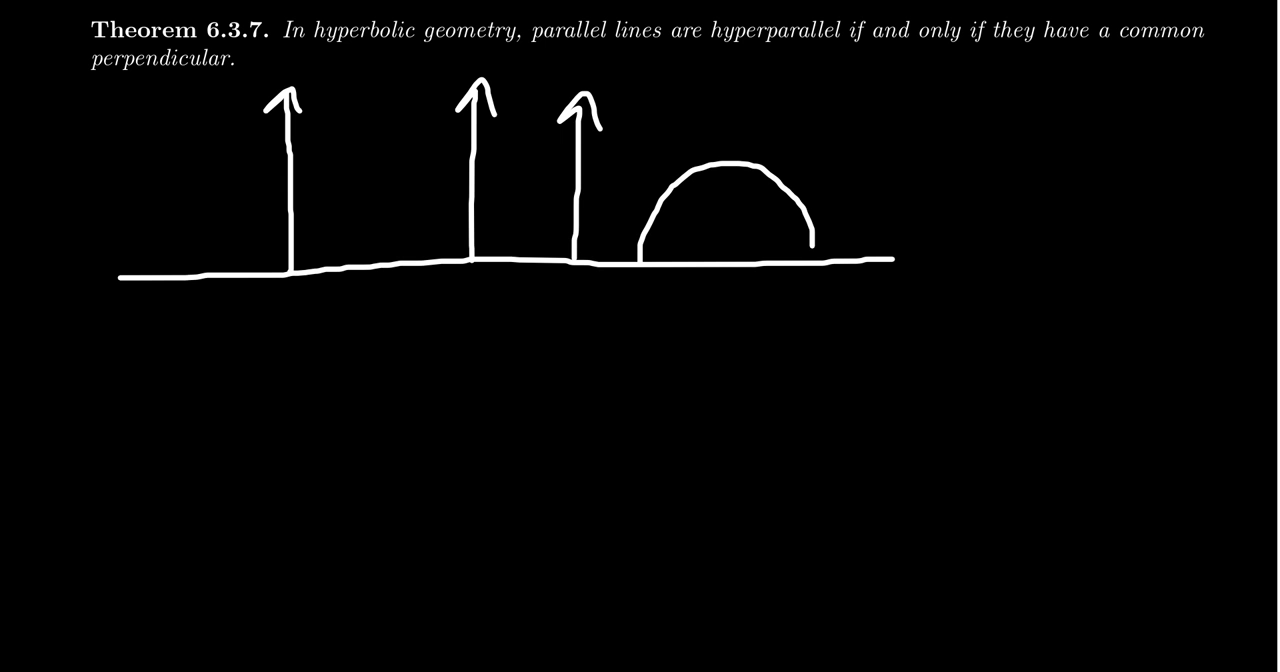 Theorem 6.3.7. In hyperbolic geometry, parallel lines are hyperparallel if and only if they have a common
perpendicular.